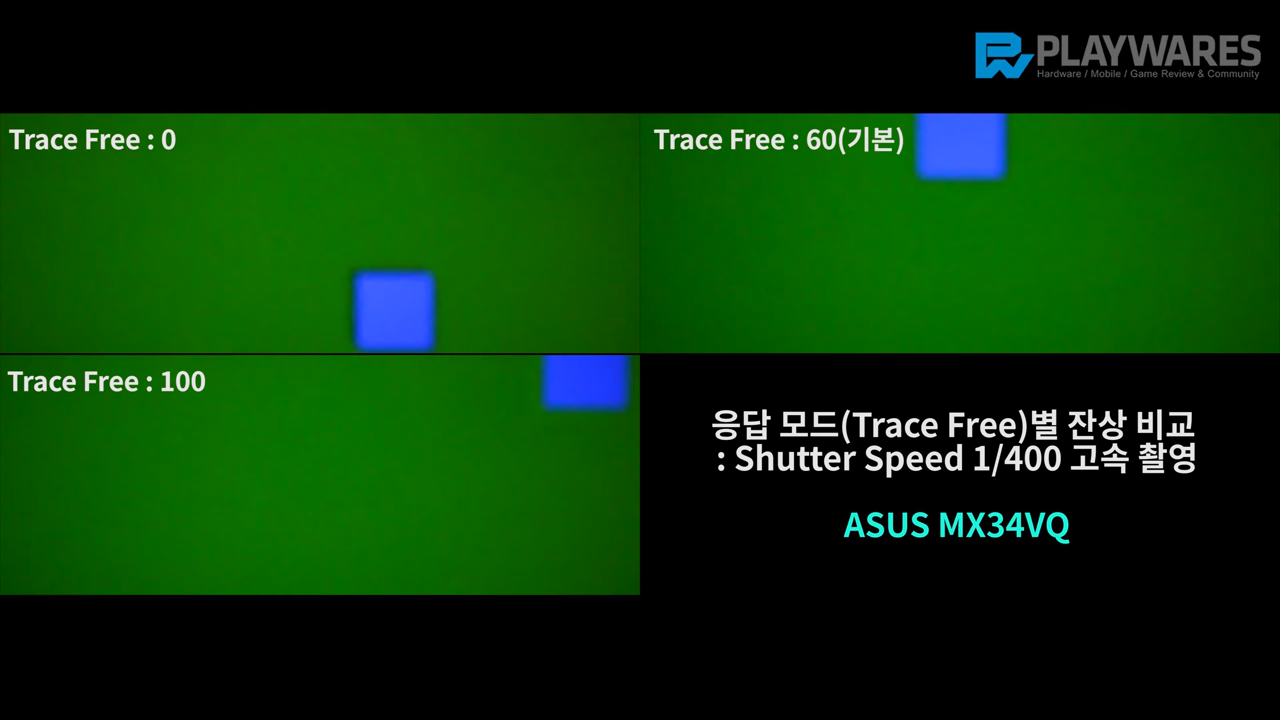 PLAYWARES
Hardware / Mobile / Game Review & Community
Trace Free : 0
Trace Free : 60(기본)
Trace Free : 100
응답 모드(Trace Free)별 잔상 비교
: Shutter Speed 1/400 고속 촬영
ASUS MX34VQ